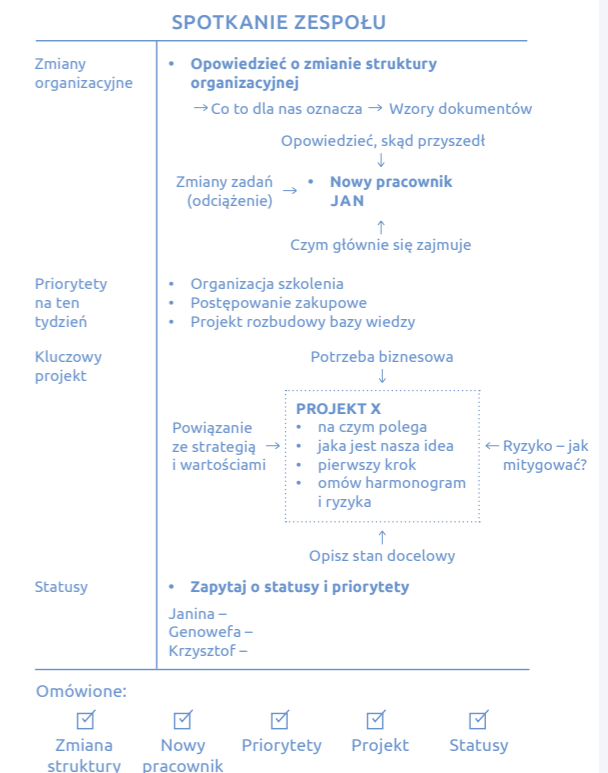 SPOTKANIE ZESPOŁU
Zmiany
organizacyjne
• Opowiedzieć o zmianie struktury
organizacyjnej
→ Co to dla nas oznacza → Wzory dokumentów
Opowiedzieć, skąd przyszedł
↓
Zmiany zadań
(odciążenie)
→
• Nowy pracownik
JAN
↑
Czym głównie się zajmuje
Priorytety
na ten
tydzień
• Organizacja szkolenia
• Postępowanie zakupowe
• Projekt rozbudowy bazy wiedzy
Kluczowy
projekt
Potrzeba biznesowa
↓
Powiązanie
ze strategią →
i wartościami
PROJEKT X
• na czym polega
• jaka jest nasza idea
• pierwszy krok
• omów harmonogram
i ryzyka
← Ryzyko – jak
mitygować?
↑
Opisz stan docelowy
Statusy
• Zapytaj o statusy i priorytety
Janina –
Genowefa –
Krzysztof –
Omówione:
☑ ☑ ☑ ☑ ☑
Zmiana
struktury
Nowy
pracownik
Priorytety
Projekt
Statusy